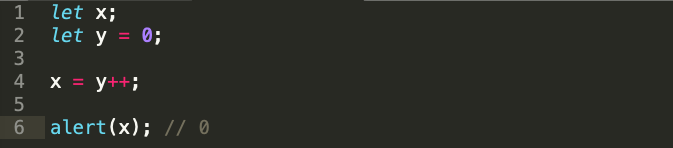 1 let x;
2 let y = 0;
3
4 x = y++;
5
6 alert(x); // 0